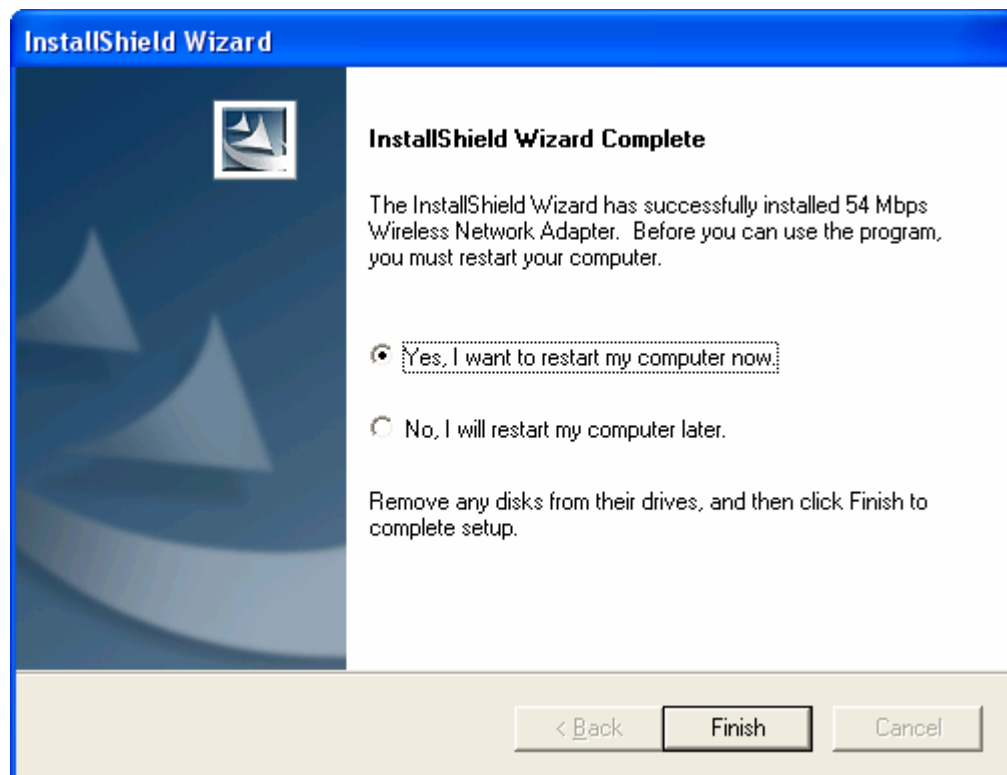 InstallShield Wizard
InstallShield Wizard Complete
The InstallShield Wizard has successfully installed 54 Mbps
Wireless Network Adapter.  Before you can use the program,
you must restart your computer.
Yes, I want to restart my computer now.
No, I will restart my computer later.
Remove any disks from their drives, and then click Finish to
complete setup.
< Back
Finish
Cancel